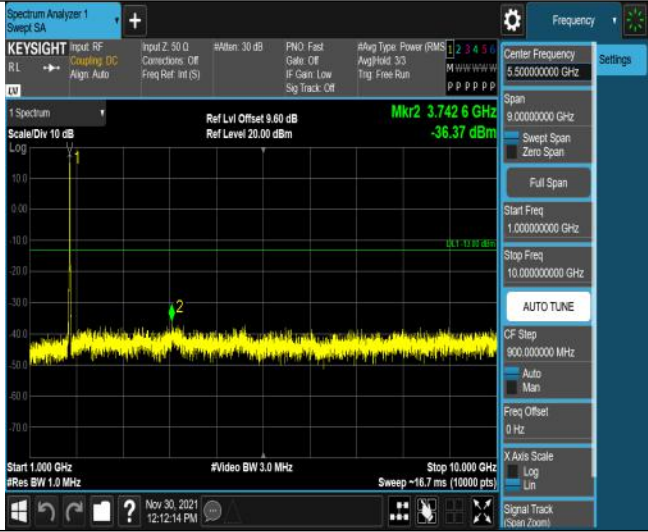 Spectrum Analyzer 1
Swept SA
+
Frequency
KEYSIGHT
Input: RF
Coupling: DC
Align: Auto
Input Z: 50 Ω
Corrections: Off
Freq Ref: Int (S)
#Atten: 30 dB
PNO: Fast
Gate: Off
IF Gain: Low
Sig Track: Off
#Avg Type: Power (RMS
Avg|Hold: 3/3
Trig: Free Run
1 2 3 4 5 6
M W W W W W
P P P P P P
RL
LV
1 Spectrum
Scale/Div 10 dB
Ref Lvl Offset 9.60 dB
Ref Level 20.00 dBm
Mkr2 3.742 6 GHz
-36.37 dBm
Log
1
10.0
0.00
-10.0
DL1 -13.00 dBm
-20.0
-30.0
2
-40.0
-50.0
-60.0
-70.0
Start 1.000 GHz
#Video BW 3.0 MHz
Stop 10.000 GHz
#Res BW 1.0 MHz
Sweep ~16.7 ms (10000 pts)
?
Nov 30, 2021
12:12:14 PM
Center Frequency
5.500000000 GHz
Settings
Span
9.00000000 GHz
Swept Span
Zero Span
Full Span
Start Freq
1.000000000 GHz
Stop Freq
10.000000000 GHz
AUTO TUNE
CF Step
900.000000 MHz
Auto
Man
Freq Offset
0 Hz
X Axis Scale
Log
Lin
Signal Track
(Span Zoom)